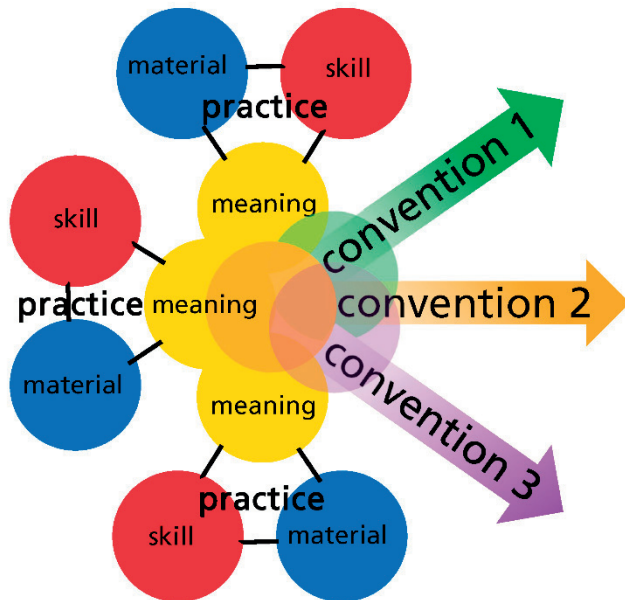 material
skill
practice
meaning
convention 1
skill
practice
meaning
convention 2
material
meaning
convention 3
practice
skill
material